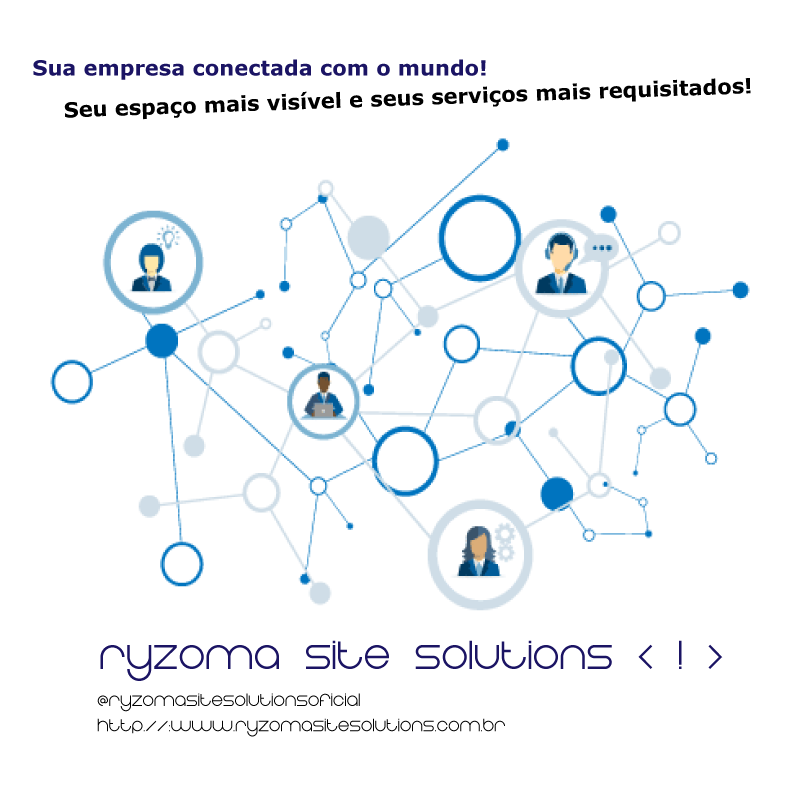 Sua empresa conectada com o mundo!
Seu espaço mais visível e seus serviços mais requisitados!
ryzoma site solutions < ! >
@ryzomasitesolutionsoficial
http.//:www.ryzomasitesolutions.com.br